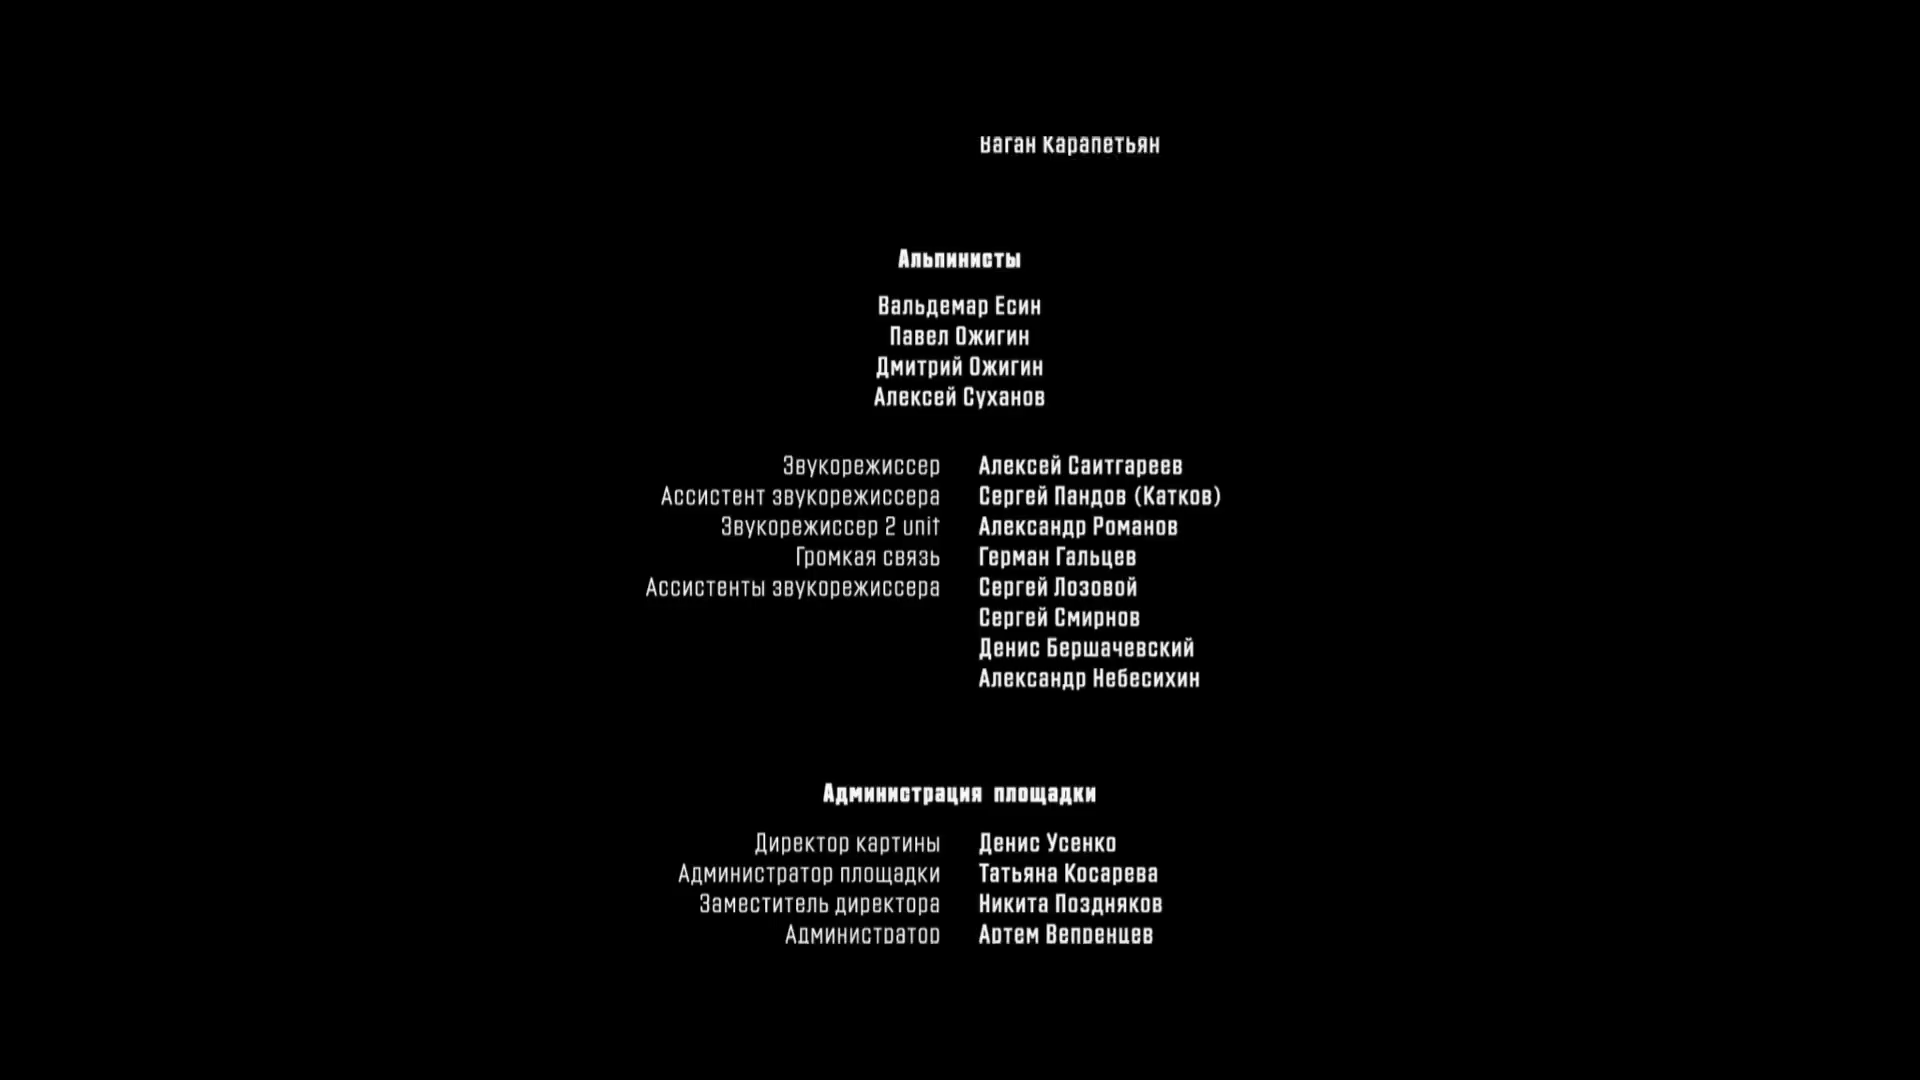 Ваган Карапетьян
Альпинисты
Вальдемар Есин
Павел Ожигин
Дмитрий Ожигин
Алексей Суханов
Звукорежиссер Алексей Саитгареев
Ассистент звукорежиссера Сергей Пандов (Катков)
Звукорежиссер 2 unit Александр Романов
Громкая связь Герман Гальцев
Ассистенты звукорежиссера Сергей Лозовой
Сергей Смирнов
Денис Бершачевский
Александр Небесихин
Администрация площадки
Директор картины Денис Усенко
Администратор площадки Татьяна Косарева
Заместитель директора Никита Поздняков
Администратор Артем Вепренцев